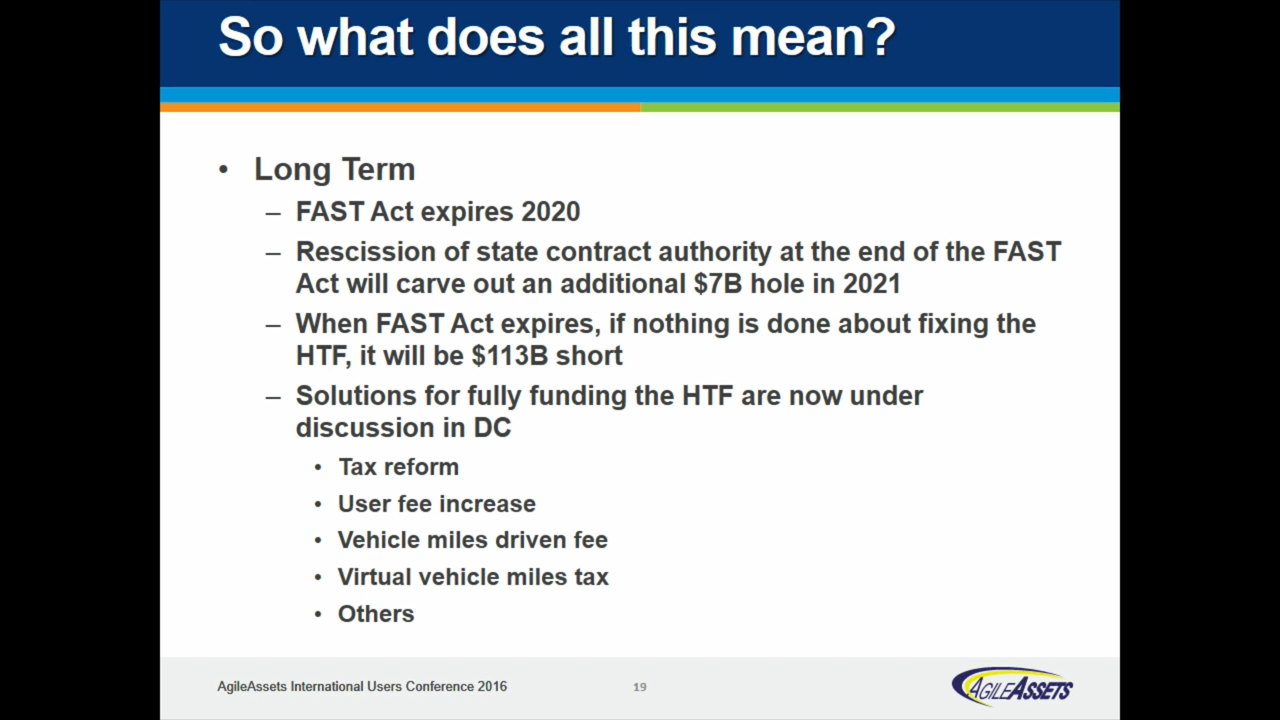 So what does all this mean?
• Long Term
– FAST Act expires 2020
– Rescission of state contract authority at the end of the FAST
Act will carve out an additional $7B hole in 2021
– When FAST Act expires, if nothing is done about fixing the
HTF, it will be $113B short
– Solutions for fully funding the HTF are now under
discussion in DC
• Tax reform
• User fee increase
• Vehicle miles driven fee
• Virtual vehicle miles tax
• Others
AgileAssets International Users Conference 2016
19
AGILEASSETS